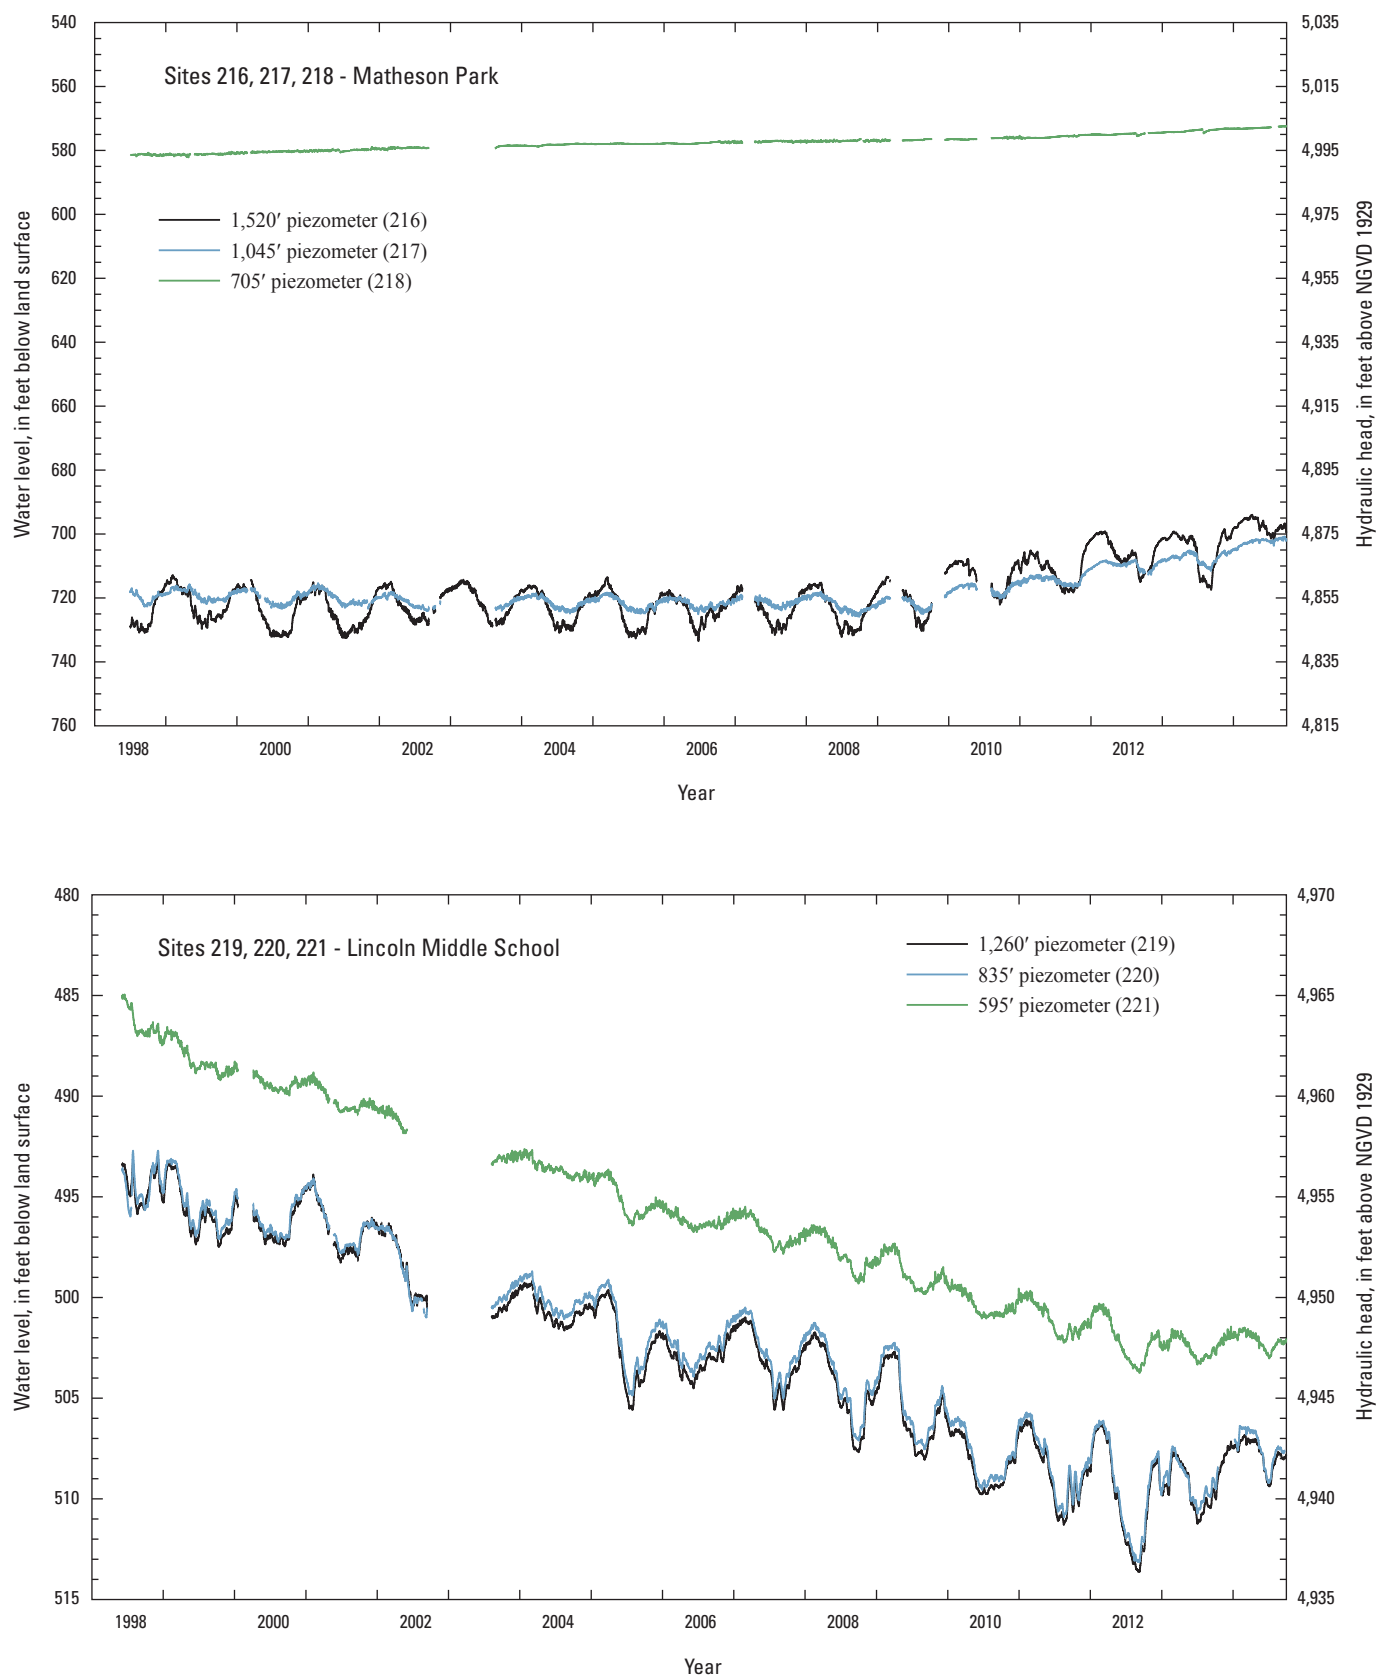 Sites 216, 217, 218 - Matheson Park
1,520′ piezometer (216)
1,045′ piezometer (217)
705′ piezometer (218)
Water level, in feet below land surface
540
560
580
600
620
640
660
680
700
720
740
760
Hydraulic head, in feet above NGVD 1929
5,035
5,015
4,995
4,975
4,955
4,935
4,915
4,895
4,875
4,855
4,835
4,815
1998 2000 2002 2004 2006 2008 2010 2012
Year
Sites 219, 220, 221 - Lincoln Middle School
1,260′ piezometer (219)
835′ piezometer (220)
595′ piezometer (221)
Water level, in feet below land surface
480
485
490
495
500
505
510
515
Hydraulic head, in feet above NGVD 1929
4,970
4,965
4,960
4,955
4,950
4,945
4,940
4,935
1998 2000 2002 2004 2006 2008 2010 2012
Year